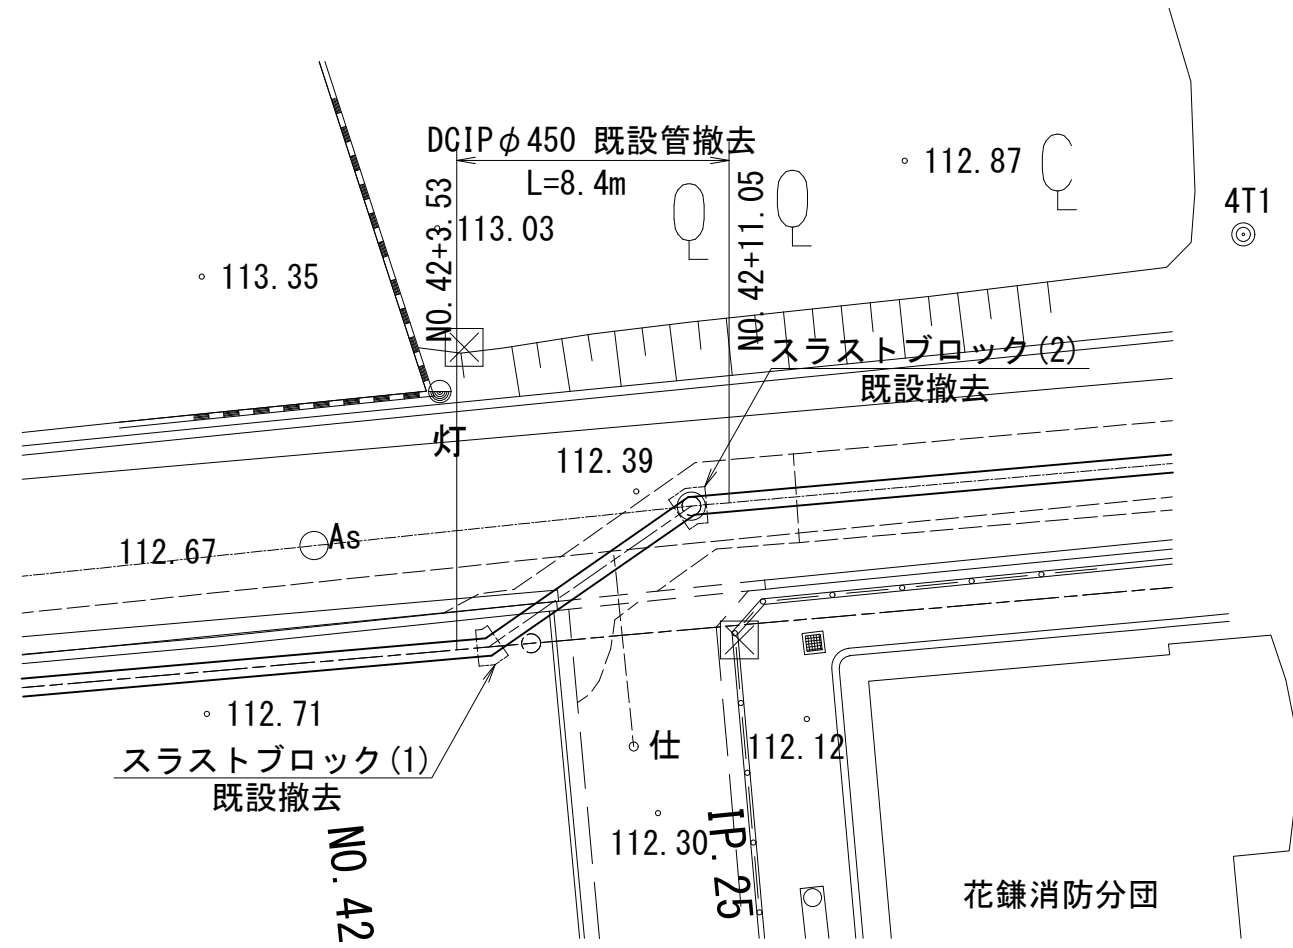 DCIPφ450 既設管撤去
L=8.4m
NO.42+3.53
NO.42+11.05
113.03
112.87
4T1
113.35
スラストブロック(2)
既設撤去
灯
112.39
As
112.67
112.71
スラストブロック(1)
既設撤去
仕
112.12
112.30
NO.42
IP.25
花鎌消防分団